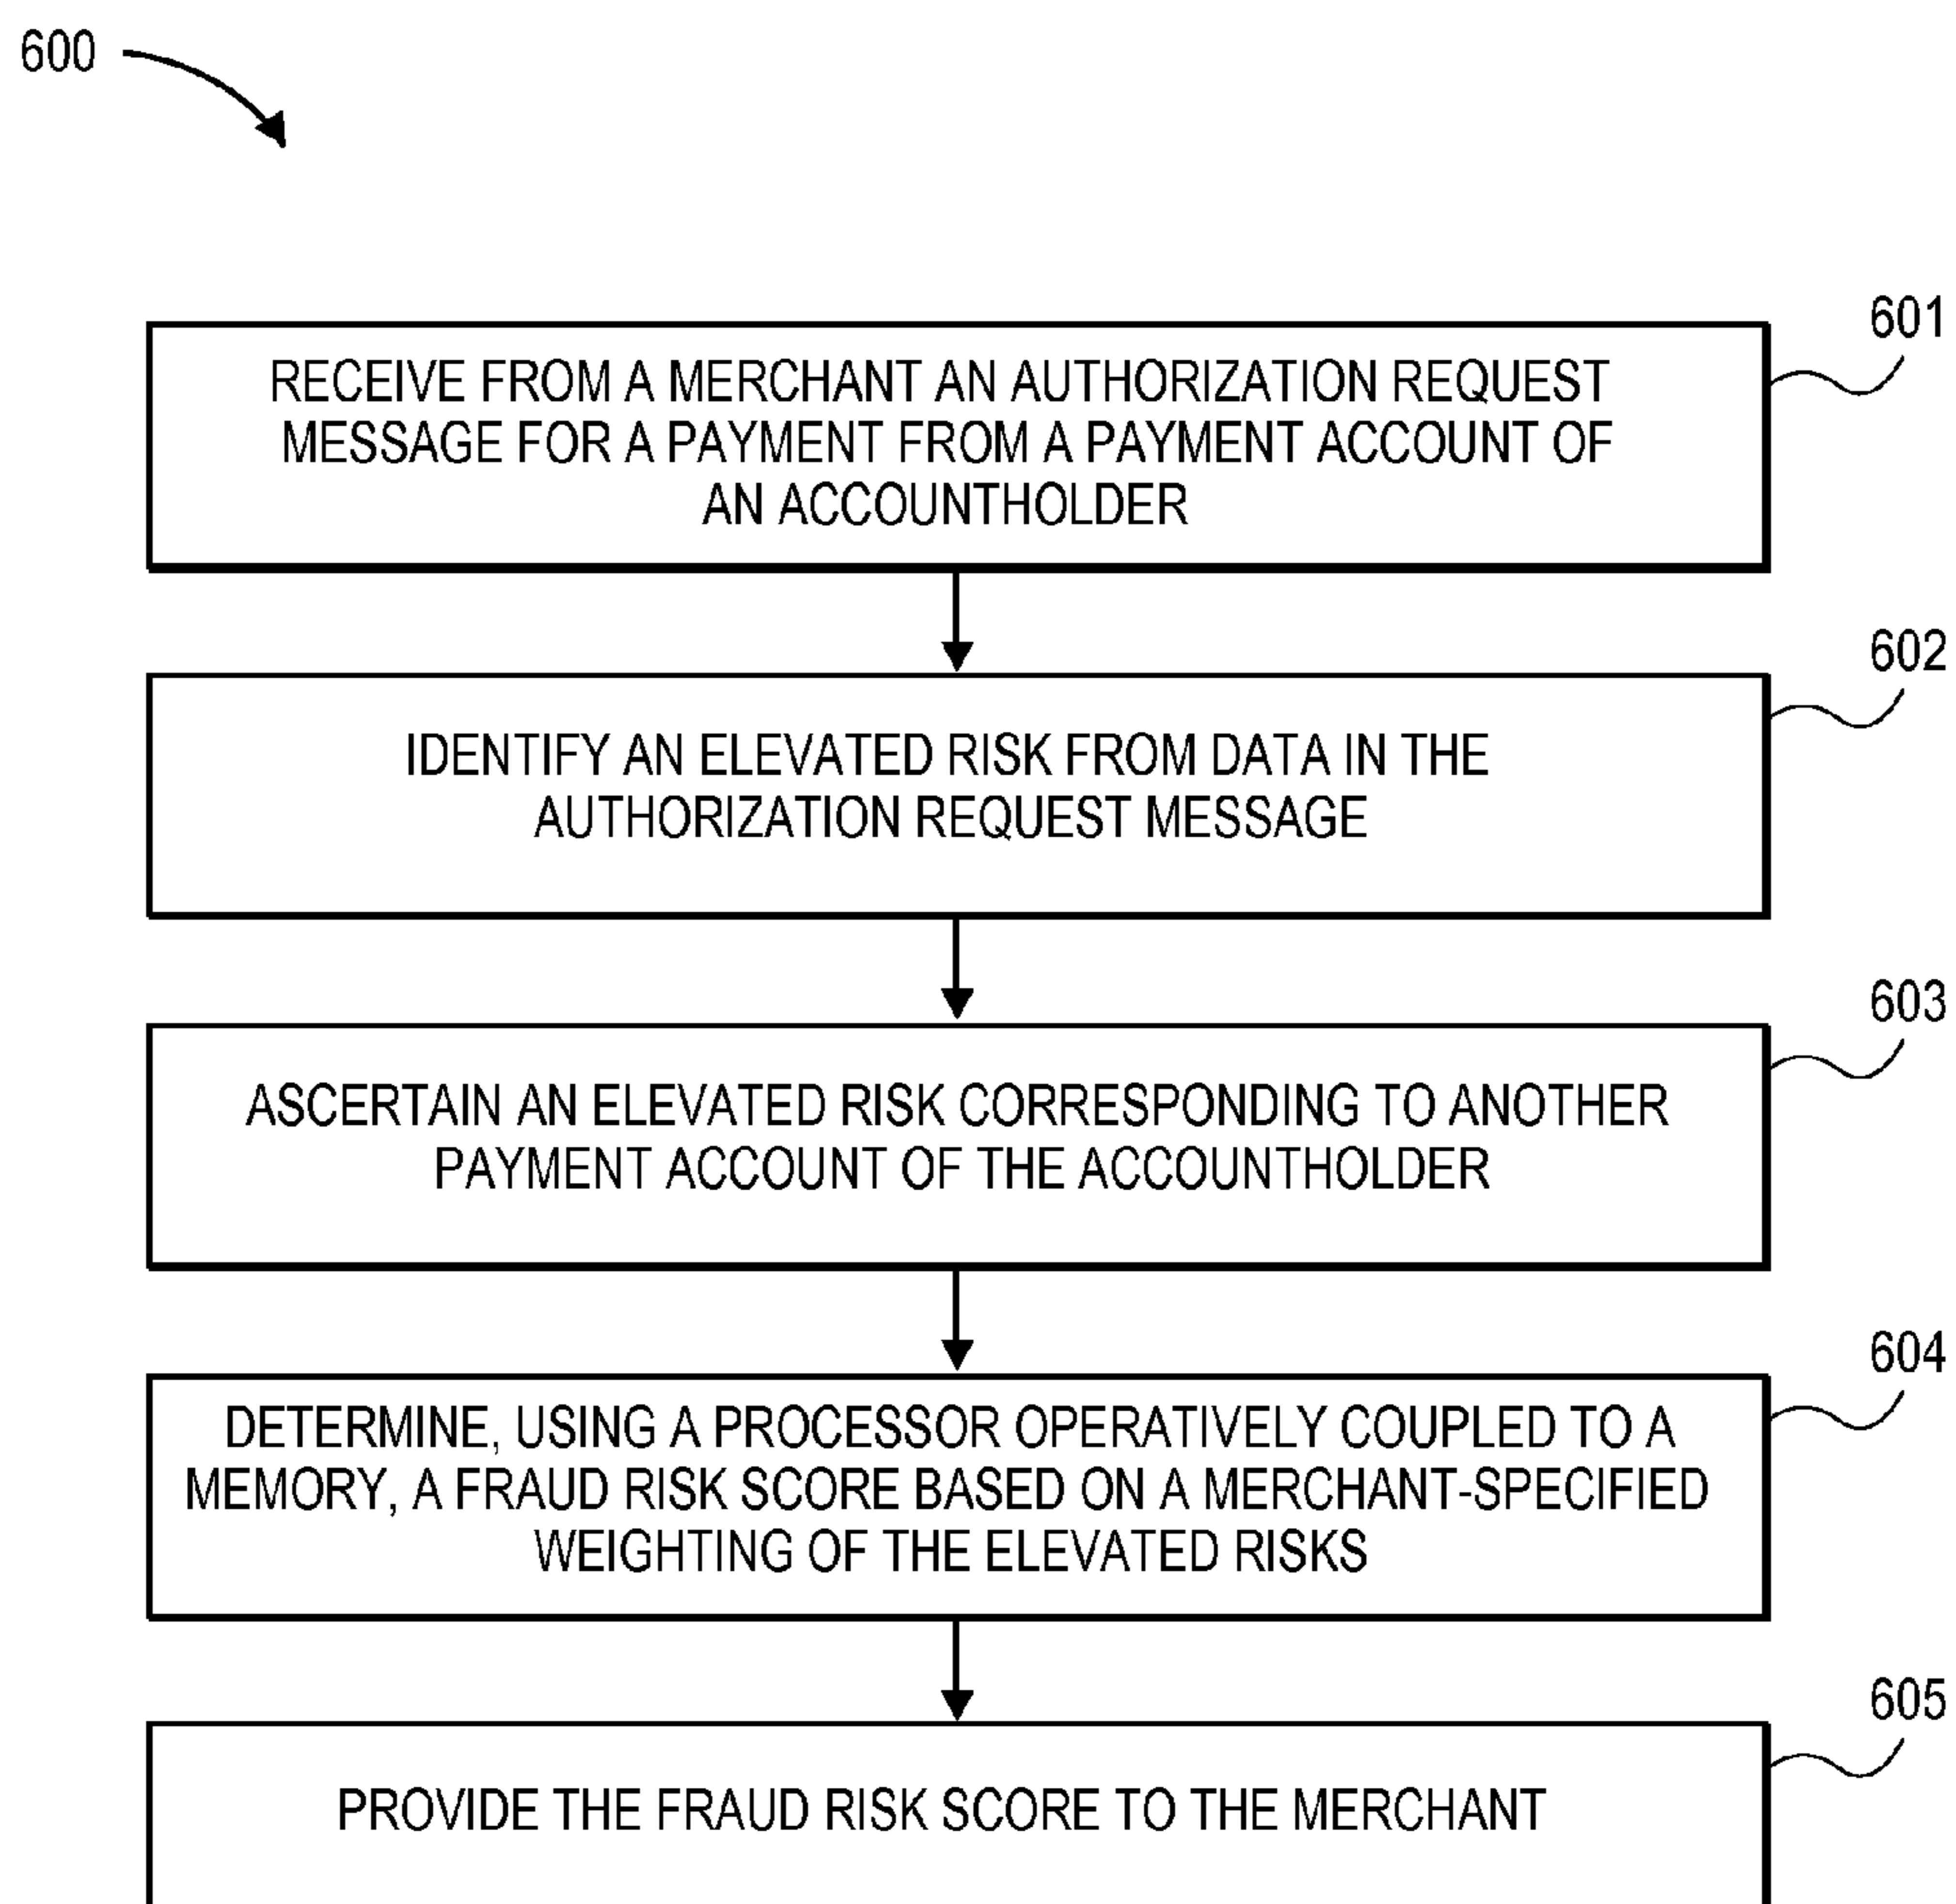 600
601
RECEIVE FROM A MERCHANT AN AUTHORIZATION REQUEST
MESSAGE FOR A PAYMENT FROM A PAYMENT ACCOUNT OF
AN ACCOUNTHOLDER
602
IDENTIFY AN ELEVATED RISK FROM DATA IN THE
AUTHORIZATION REQUEST MESSAGE
603
ASCERTAIN AN ELEVATED RISK CORRESPONDING TO ANOTHER
PAYMENT ACCOUNT OF THE ACCOUNTHOLDER
604
DETERMINE, USING A PROCESSOR OPERATIVELY COUPLED TO A
MEMORY, A FRAUD RISK SCORE BASED ON A MERCHANT-SPECIFIED
WEIGHTING OF THE ELEVATED RISKS
605
PROVIDE THE FRAUD RISK SCORE TO THE MERCHANT